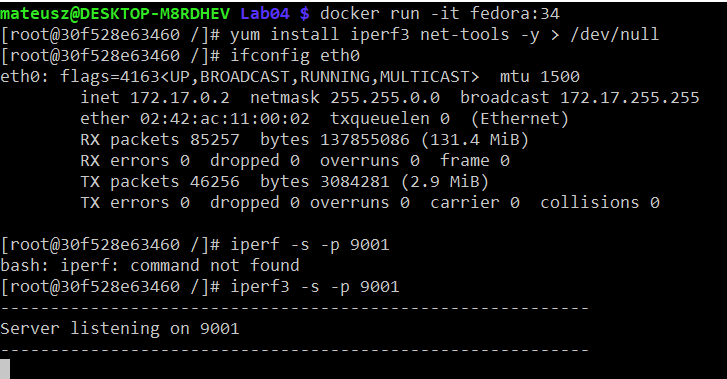 mateusz@DESKTOP-M8RDHEV Lab04 $ docker run -it fedora:34
[root@30f528e63460 /]# yum install iperf3 net-tools -y > /dev/null
[root@30f528e63460 /]# ifconfig eth0
eth0: flags=4163<UP,BROADCAST,RUNNING,MULTICAST>  mtu 1500
        inet 172.17.0.2  netmask 255.255.0.0  broadcast 172.17.255.255
        ether 02:42:ac:11:00:02  txqueuelen 0  (Ethernet)
        RX packets 85257  bytes 137855086 (131.4 MiB)
        RX errors 0  dropped 0  overruns 0  frame 0
        TX packets 46256  bytes 3084281 (2.9 MiB)
        TX errors 0  dropped 0 overruns 0  carrier 0  collisions 0
[root@30f528e63460 /]# iperf -s -p 9001
bash: iperf: command not found
[root@30f528e63460 /]# iperf3 -s -p 9001
-----------------------------------------------------------
Server listening on 9001
-----------------------------------------------------------